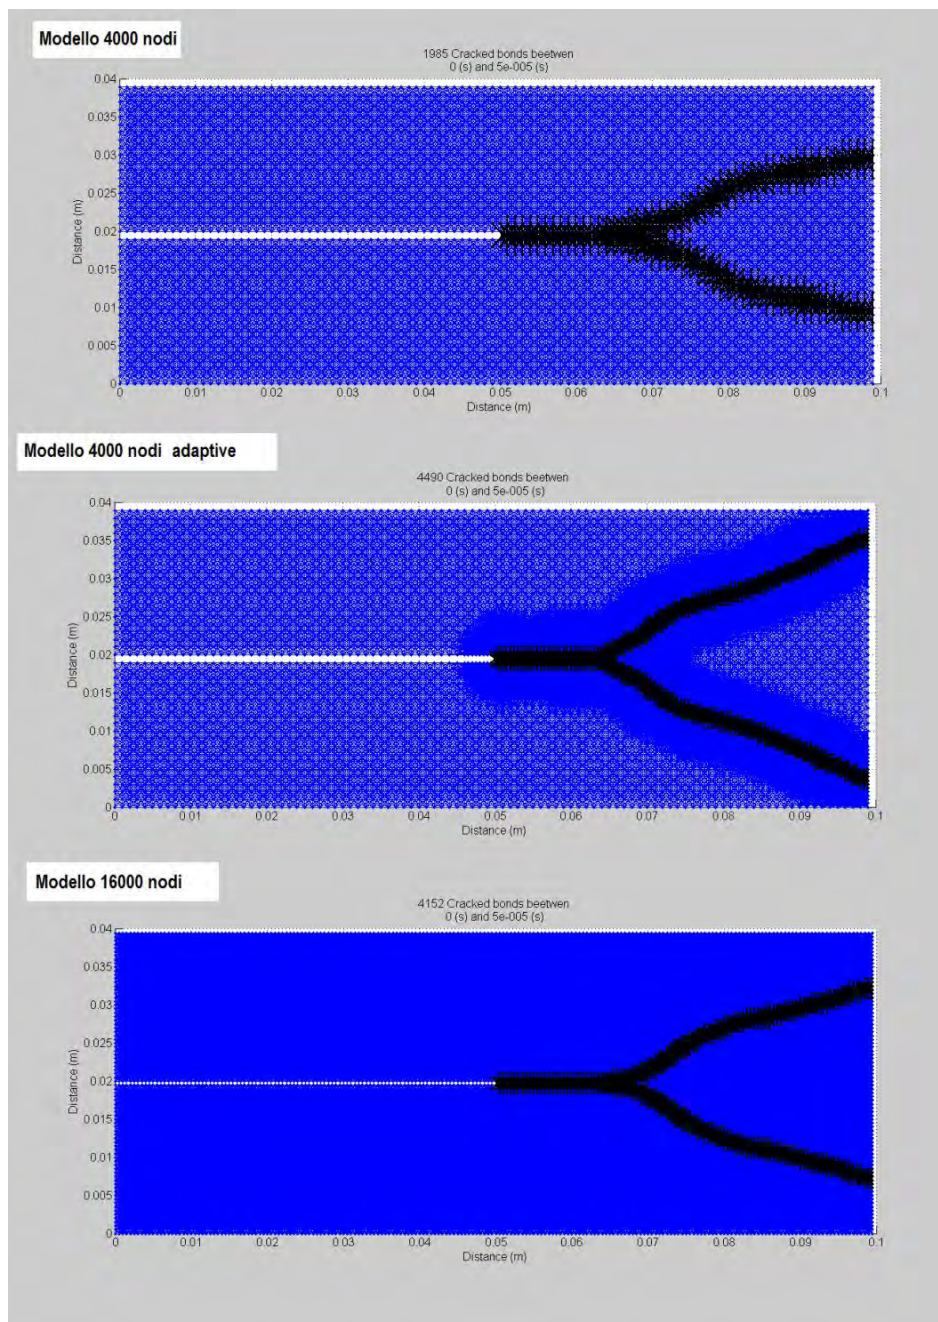 Modello 4000 nodi
1985 Cracked bonds beetwen
0 (s) and 5e-005 (s)
0.04
0.035
0.03
0.025
0.02
0.015
0.01
0.005
0
Distance (m)
0 0.01 0.02 0.03 0.04 0.05 0.06 0.07 0.08 0.09 0.1
Distance (m)
Modello 4000 nodi adaptive
4490 Cracked bonds beetwen
0 (s) and 5e-005 (s)
0.04
0.035
0.03
0.025
0.02
0.015
0.01
0.005
0
Distance (m)
0 0.01 0.02 0.03 0.04 0.05 0.06 0.07 0.08 0.09 0.1
Distance (m)
Modello 16000 nodi
4152 Cracked bonds beetwen
0 (s) and 5e-005 (s)
0.04
0.035
0.03
0.025
0.02
0.015
0.01
0.005
0
Distance (m)
0 0.01 0.02 0.03 0.04 0.05 0.06 0.07 0.08 0.09 0.1
Distance (m)